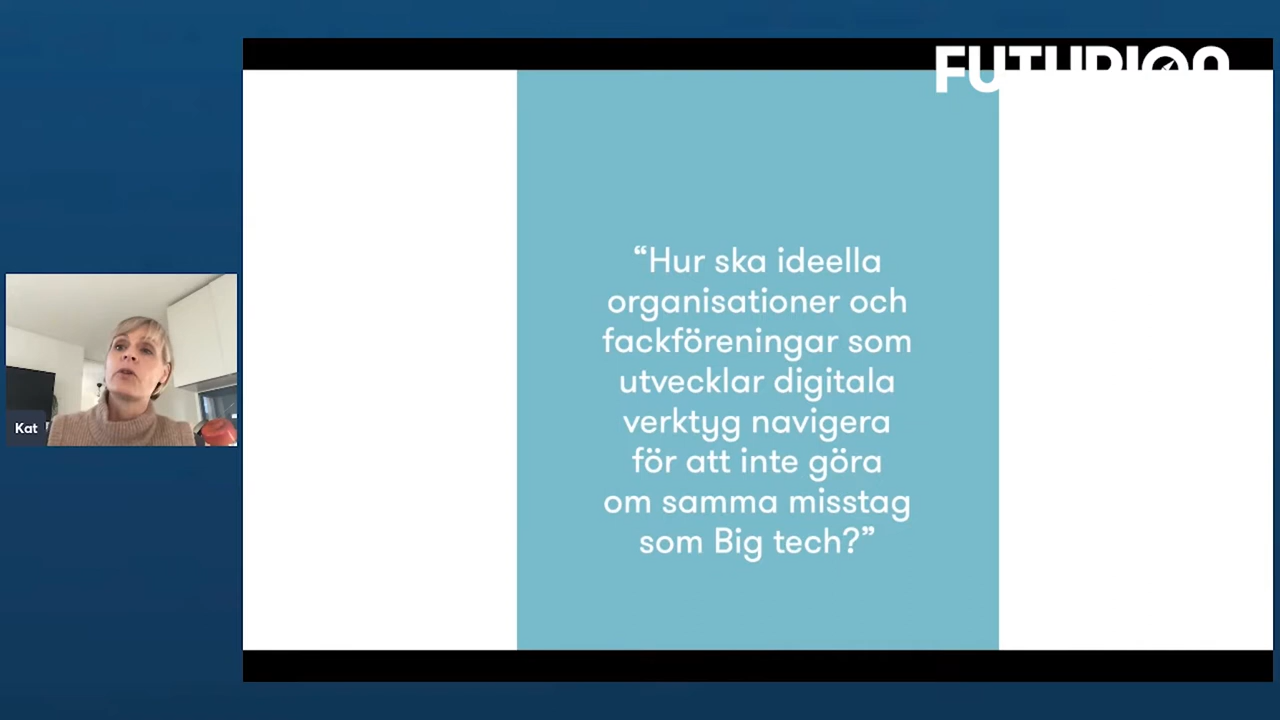 FUTURION
“Hur ska ideella
organisationer och
fackföreningar som
utvecklar digitala
verktyg navigera
för att inte göra
om samma misstag
som Big tech?”
Kat